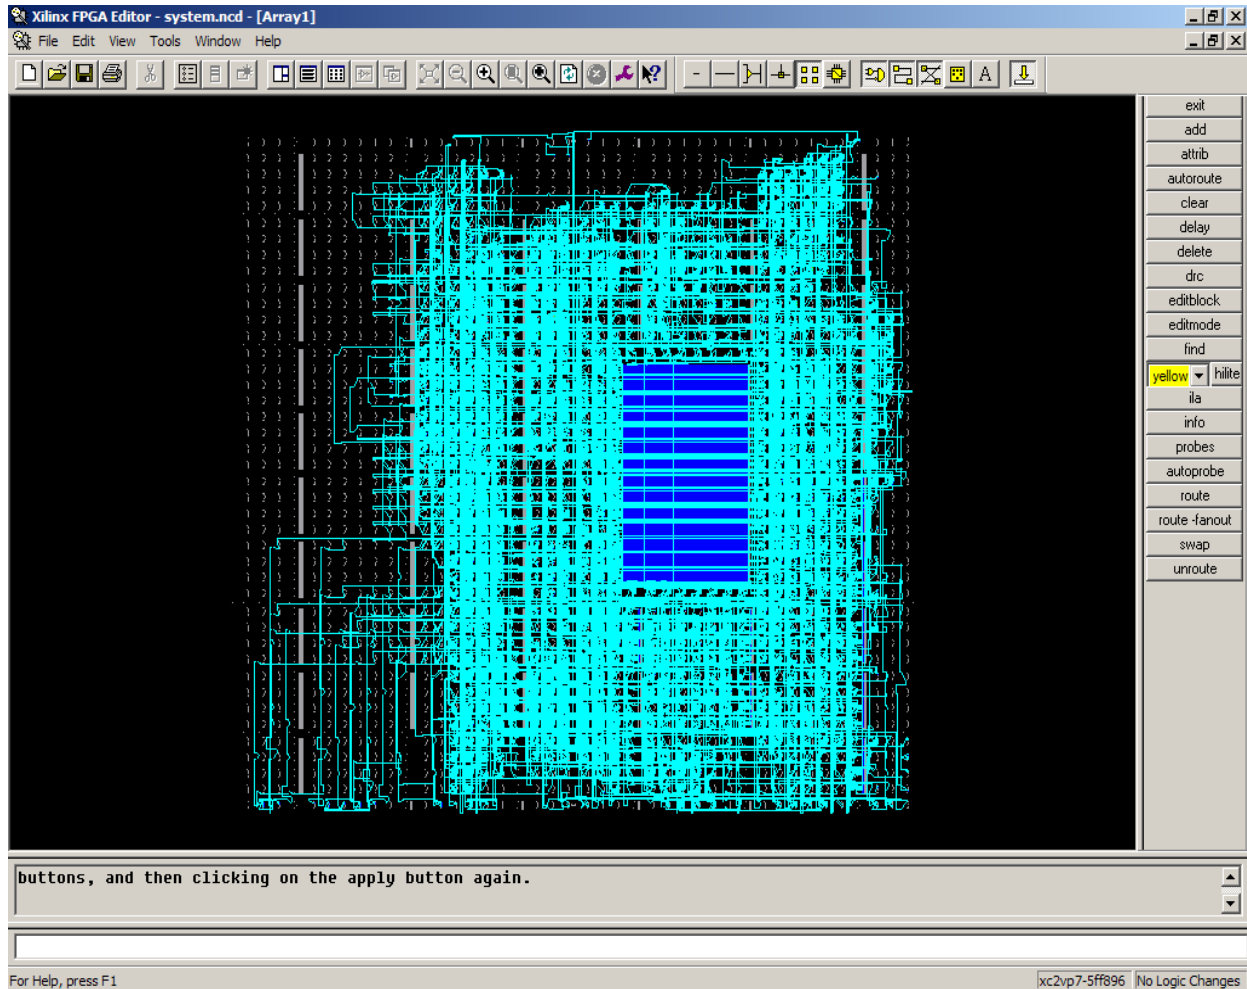 Xilinx FPGA Editor - system.ncd - [Array1]
File Edit View Tools Window Help
A
exit
add
attrib
autoroute
clear
delay
delete
drc
editblock
editmode
find
yellow hilite
ila
info
probes
autoprobe
route
route -fanout
swap
unroute
buttons, and then clicking on the apply button again.
For Help, press F1 xc2vp7-5ff896 No Logic Changes